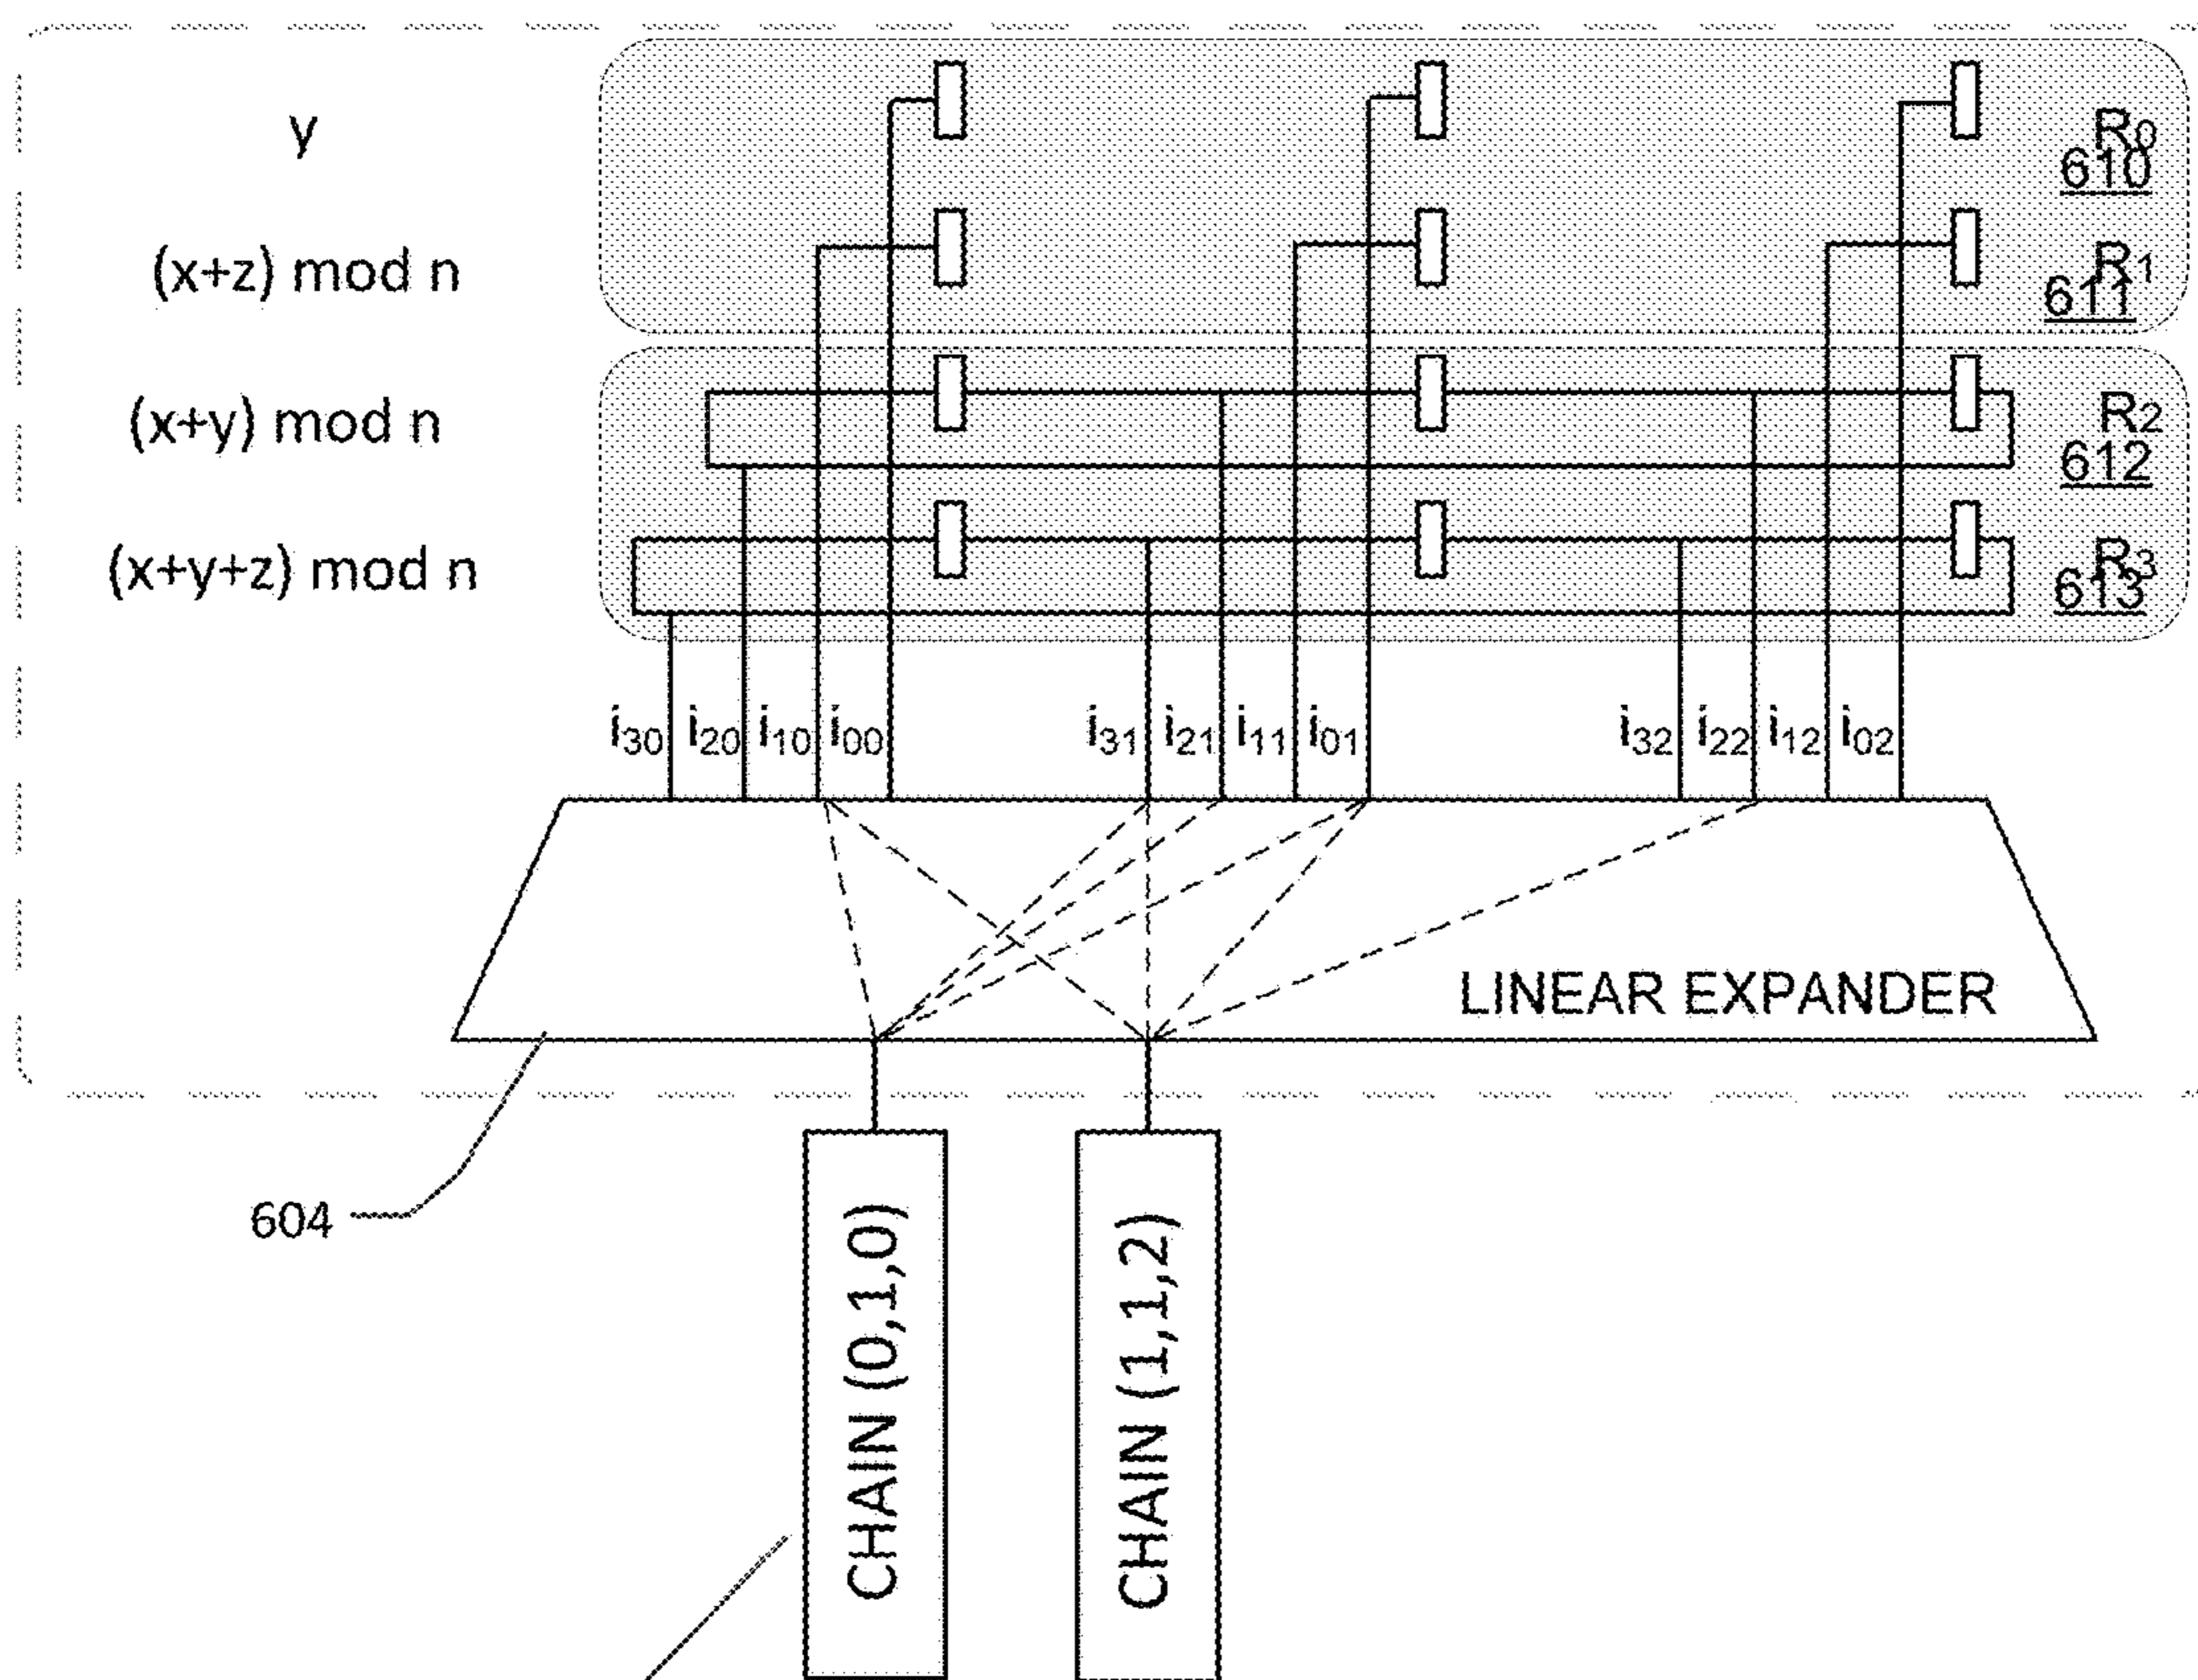 y
R0
610
(x+z) mod n
R1
611
(x+y) mod n
R2
612
(x+y+z) mod n
R3
613
i30 i20 i10 i00 i31 i21 i11 i01 i32 i22 i12 i02
LINEAR EXPANDER
604
CHAIN (0,1,0)
CHAIN (1,1,2)